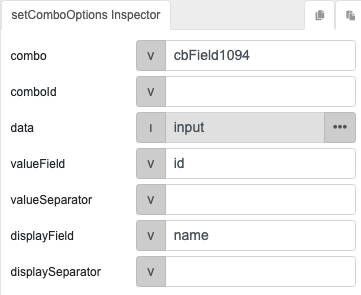 setComboOptions Inspector
combo V cbField1094
comboId V
data I input •••
valueField V id
valueSeparator V
displayField V name
displaySeparator V